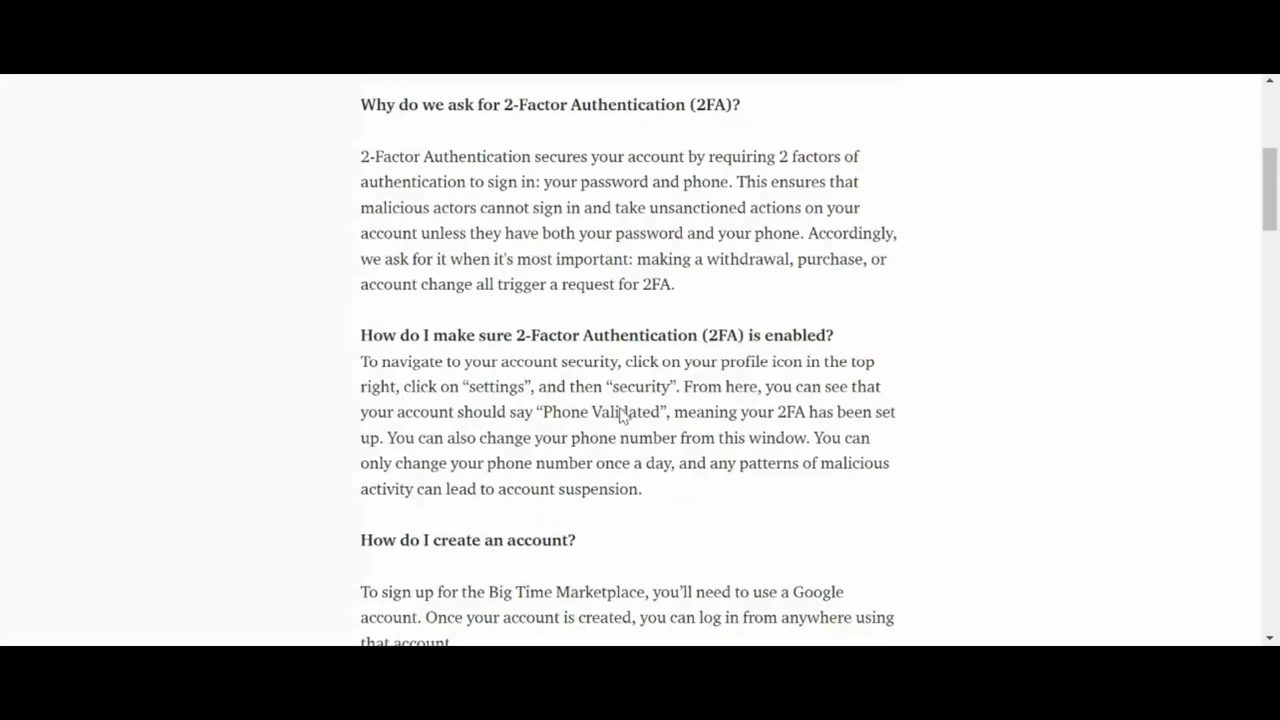 Why do we ask for 2-Factor Authentication (2FA)?
2-Factor Authentication secures your account by requiring 2 factors of
authentication to sign in: your password and phone. This ensures that
malicious actors cannot sign in and take unsanctioned actions on your
account unless they have both your password and your phone. Accordingly,
we ask for it when it's most important: making a withdrawal, purchase, or
account change all trigger a request for 2FA.
How do I make sure 2-Factor Authentication (2FA) is enabled?
To navigate to your account security, click on your profile icon in the top
right, click on “settings”, and then “security”. From here, you can see that
your account should say “Phone Validated”, meaning your 2FA has been set
up. You can also change your phone number from this window. You can
only change your phone number once a day, and any patterns of malicious
activity can lead to account suspension.
How do I create an account?
To sign up for the Big Time Marketplace, you’ll need to use a Google
account. Once your account is created, you can log in from anywhere using
that account.